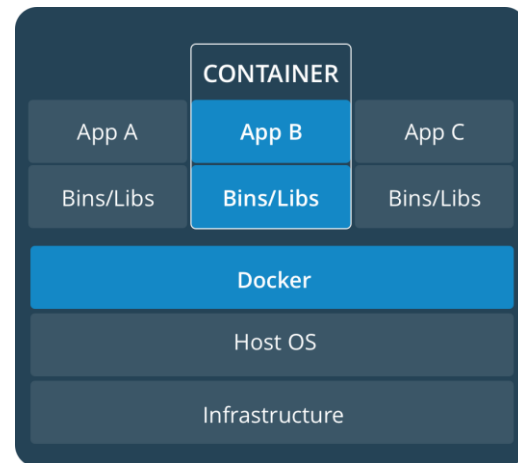 CONTAINER
App A App B App C
Bins/Libs Bins/Libs Bins/Libs
Docker
Host OS
Infrastructure